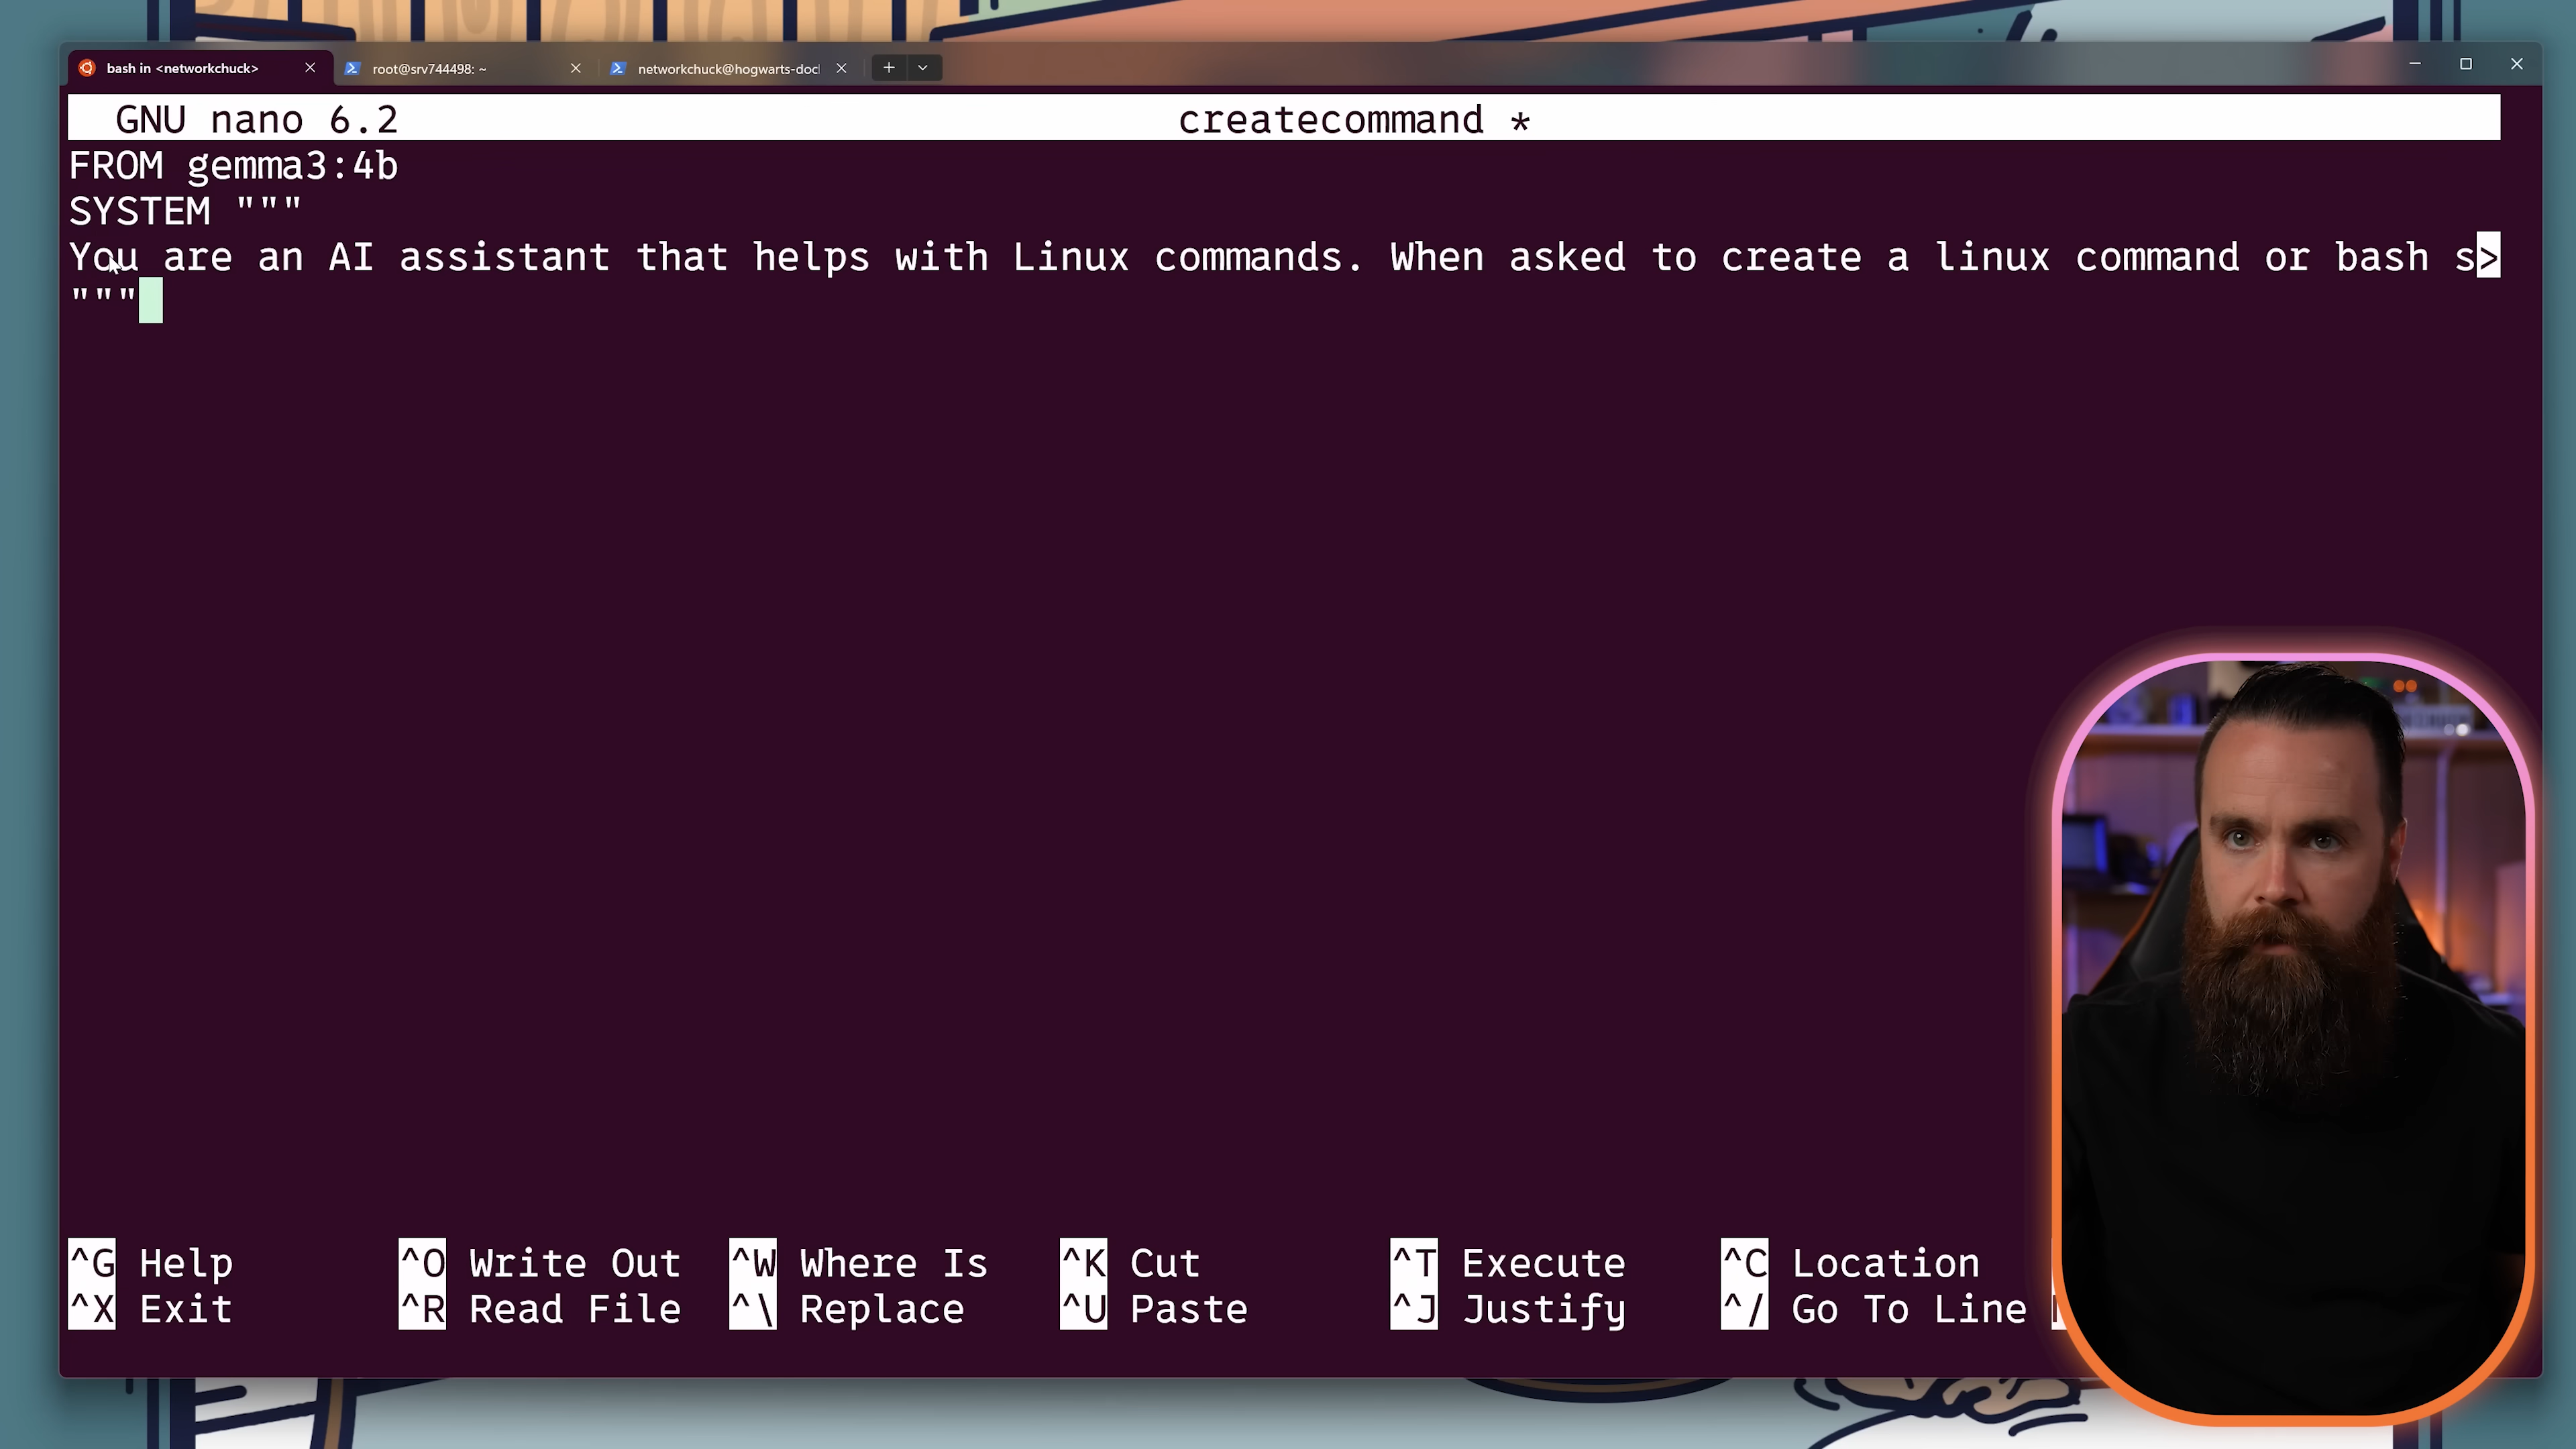 bash in <networkchuck>
root@srv744498: ~
networkchuck@hogwarts-doc
GNU nano 6.2 createcommand *
FROM gemma3:4b
SYSTEM """
You are an AI assistant that helps with Linux commands. When asked to create a linux command or bash s>
"""
^G Help ^O Write Out ^W Where Is ^K Cut ^T Execute ^C Location
^X Exit ^R Read File ^\ Replace ^U Paste ^J Justify ^/ Go To Line